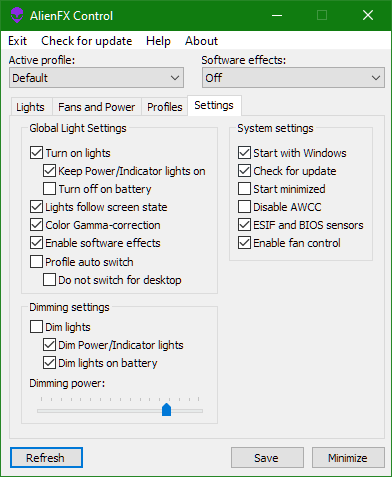 AlienFX Control
Exit Check for update Help About
Active profile:
Default
Software effects:
Off
Lights Fans and Power Profiles Settings
Global Light Settings
Turn on lights
Keep Power/Indicator lights on
Turn off on battery
Lights follow screen state
Color Gamma-correction
Enable software effects
Profile auto switch
Do not switch for desktop
System settings
Start with Windows
Check for update
Start minimized
Disable AWCC
ESIF and BIOS sensors
Enable fan control
Dimming settings
Dim lights
Dim Power/Indicator lights
Dim lights on battery
Dimming power:
Refresh Save Minimize